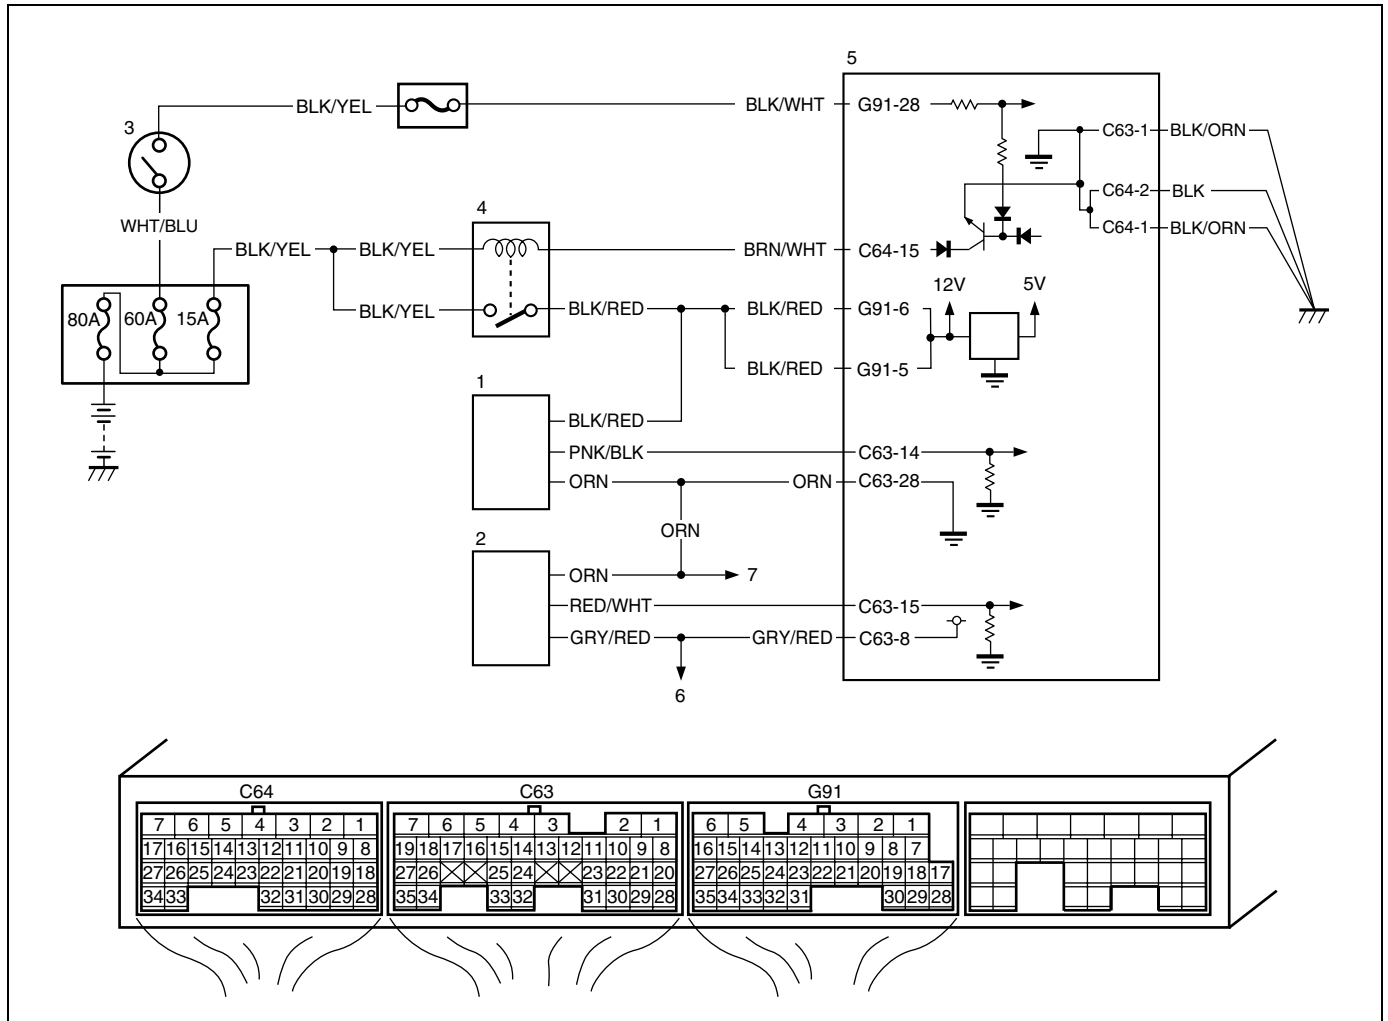 5
BLK/YEL BLK/WHT G91-28
3
C63-1 BLK/ORN
4
C64-2 BLK
WHT/BLU
C64-1 BLK/ORN
BLK/YEL BLK/YEL BRN/WHT C64-15
12V 5V
BLK/YEL BLK/RED BLK/RED G91-6
80A 60A 15A
BLK/RED G91-5
1
BLK/RED
PNK/BLK C63-14
ORN ORN C63-28
ORN
2
ORN 7
RED/WHT C63-15
GRY/RED GRY/RED C63-8
6
C64 C63 G91
7 6 5 4 3 2 1 7 6 5 4 3 2 1 6 5 4 3 2 1
17 16 15 14 13 12 11 10 9 8 19 18 17 16 15 14 13 12 11 10 9 8 16 15 14 13 12 11 10 9 8 7
27 26 25 24 23 22 21 20 19 18 27 26 25 24 23 22 21 20 27 26 25 24 23 22 21 20 19 18 17
34 33 32 31 30 29 28 35 34 33 32 31 30 29 28 35 34 33 32 31 30 29 28